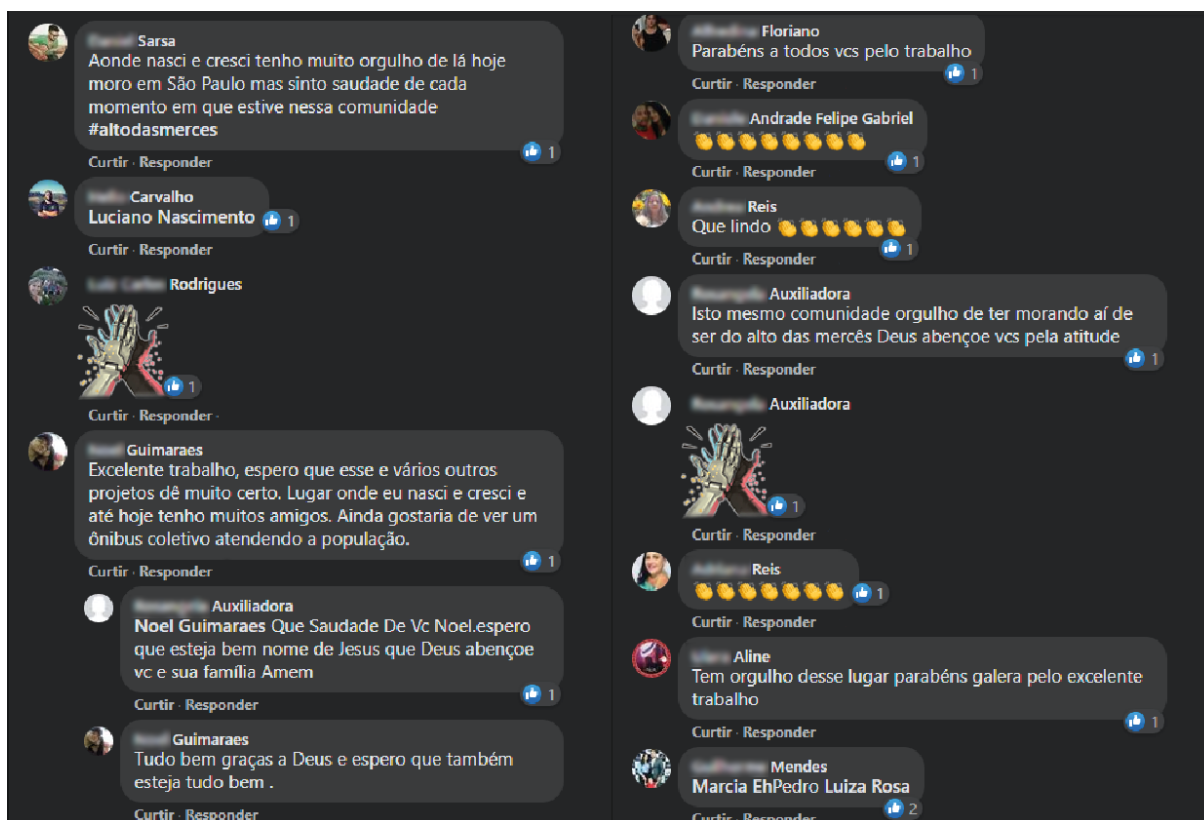 Sarsa
Aonde nasci e cresci tenho muito orgulho de lá hoje
moro em São Paulo mas sinto saudade de cada
momento em que estive nessa comunidade
#altodasmerces
1
Curtir · Responder
Carvalho
Luciano Nascimento 1
Curtir · Responder
Rodrigues
1
Curtir · Responder ·
Guimaraes
Excelente trabalho, espero que esse e vários outros
projetos dê muito certo. Lugar onde eu nasci e cresci e
até hoje tenho muitos amigos. Ainda gostaria de ver um
ônibus coletivo atendendo a população.
1
Curtir · Responder
Auxiliadora
Noel Guimaraes Que Saudade De Vc Noel.espero
que esteja bem nome de Jesus que Deus abençoe
vc e sua família Amem
1
Curtir · Responder
Guimaraes
Tudo bem graças a Deus e espero que também
esteja tudo bem .
Curtir · Responder
Floriano
Parabéns a todos vcs pelo trabalho
1
Curtir · Responder
Andrade Felipe Gabriel
👏👏👏👏👏👏👏👏
1
Curtir · Responder
Reis
Que lindo 👏👏👏👏👏👏
1
Curtir · Responder
Auxiliadora
Isto mesmo comunidade orgulho de ter morando aí de
ser do alto das mercês Deus abençoe vcs pela atitude
1
Curtir · Responder
Auxiliadora
1
Curtir · Responder
Reis
👏👏👏👏👏👏👏 1
Curtir · Responder
Aline
Tem orgulho desse lugar parabéns galera pelo excelente
trabalho
1
Curtir · Responder
Mendes
Marcia EhPedro Luiza Rosa
2
Curtir · Responder